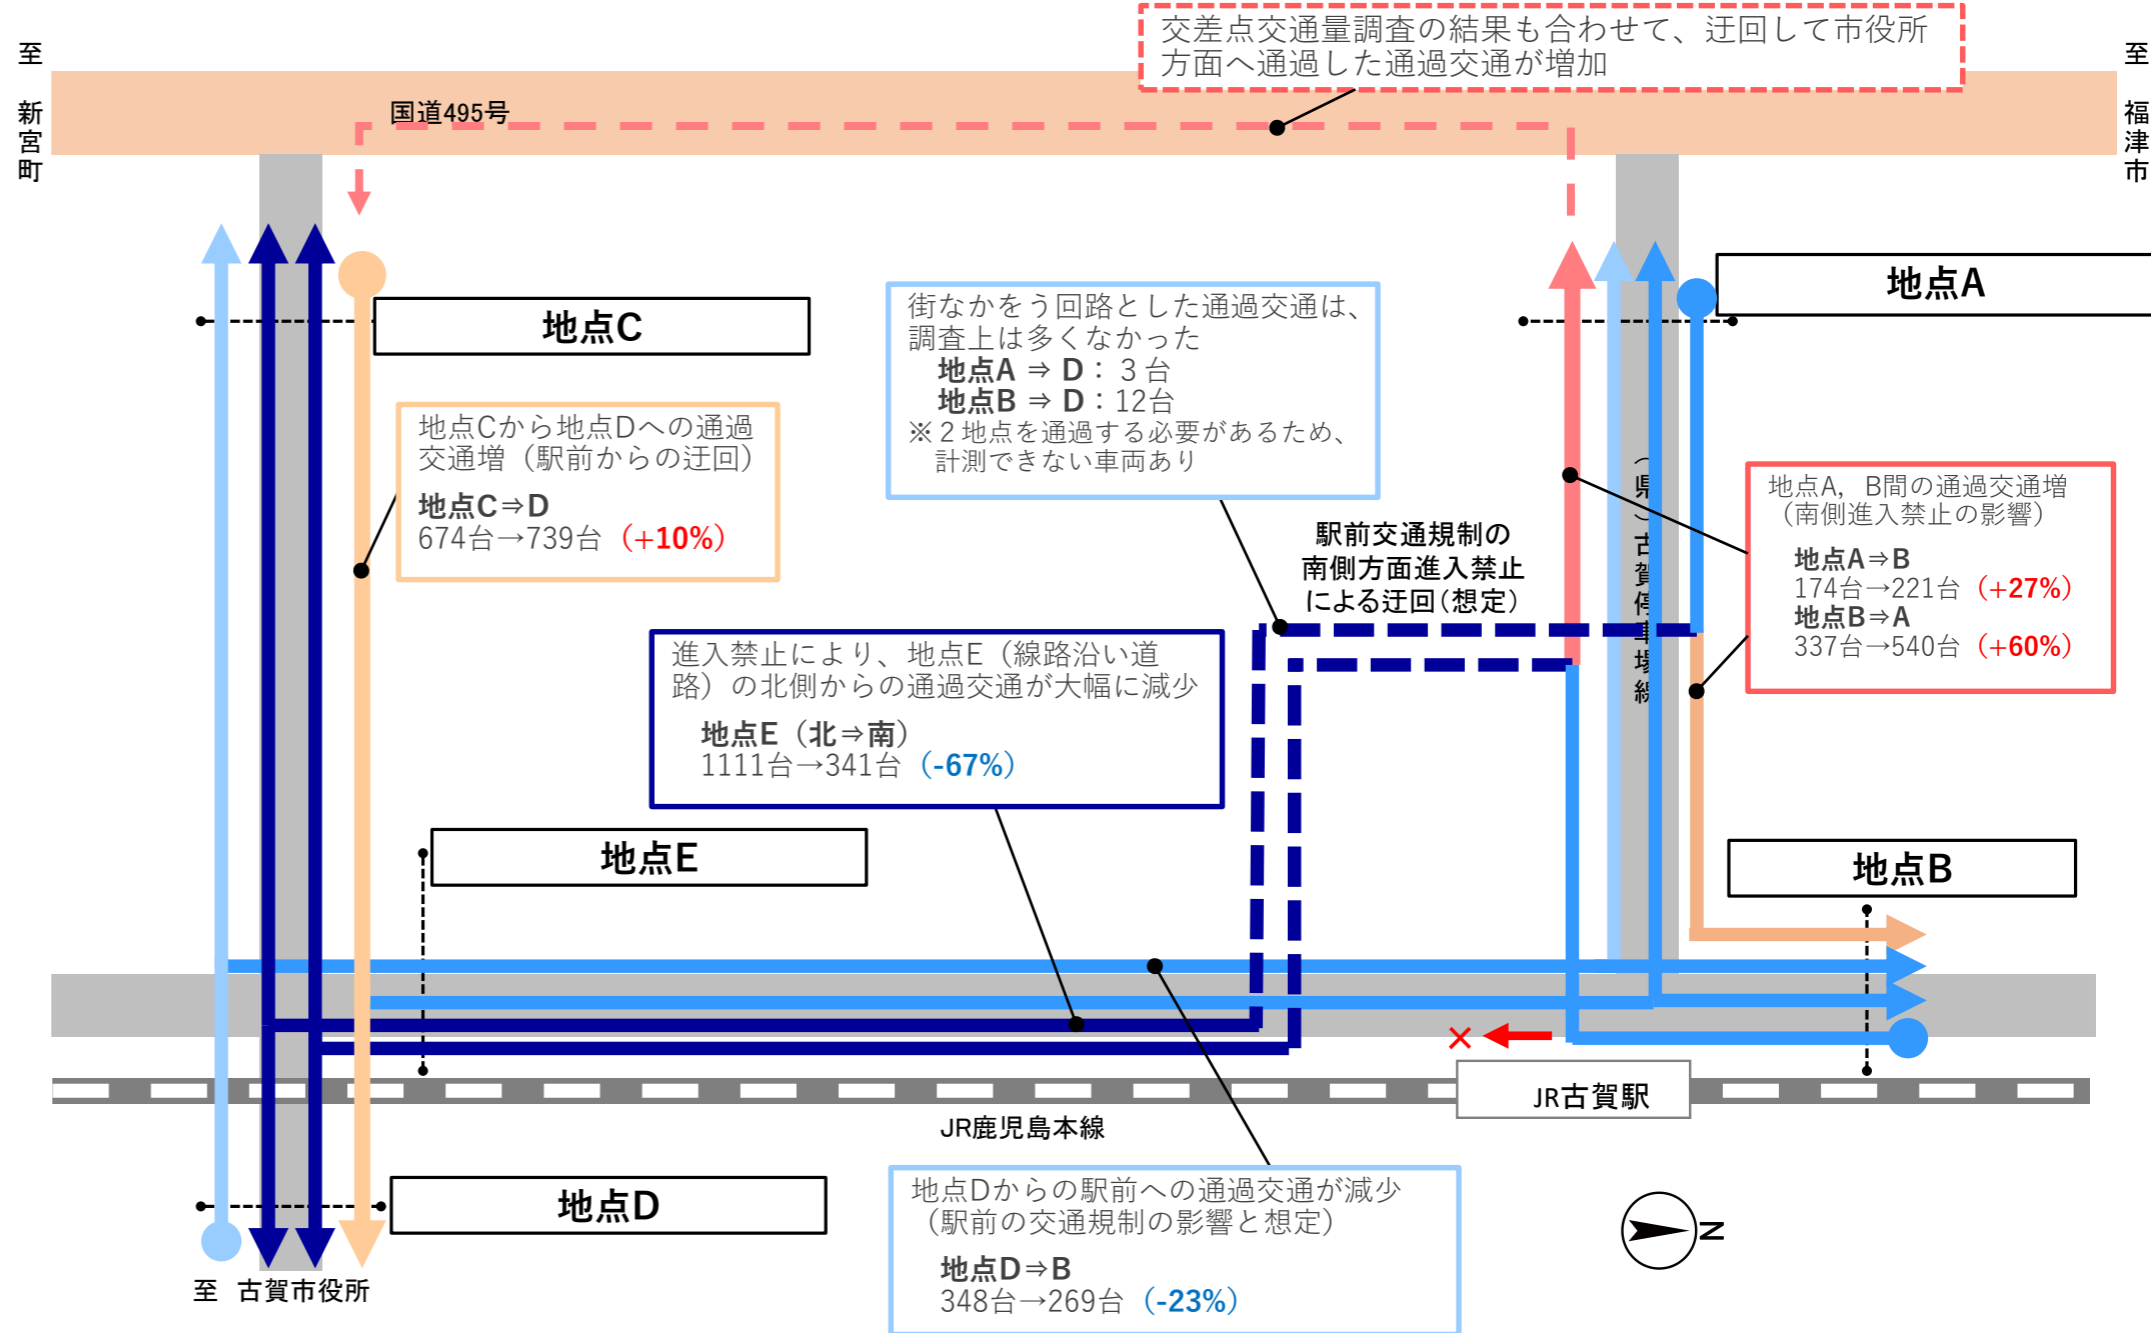 交差点交通量調査の結果も合わせて、迂回して市役所
方面へ通過した通過交通が増加
至 新宮町
至 福津市
国道495号
地点C
地点A
街なかをう回路とした通過交通は、
調査上は多くなかった
地点A ⇒ D：３台
地点B ⇒ D：12台
※２地点を通過する必要があるため、
計測できない車両あり
地点Cから地点Dへの通過
交通増（駅前からの迂回）
地点C⇒D
674台→739台（+10%）
（県）古賀停車場線
地点A，B間の通過交通増
（南側進入禁止の影響）
地点A⇒B
174台→221台（+27%）
地点B⇒A
337台→540台（+60%）
駅前交通規制の
南側方面進入禁止
による迂回（想定）
進入禁止により、地点E（線路沿い道
路）の北側からの通過交通が大幅に減少
地点E（北⇒南）
1111台→341台（-67%）
地点E
地点B
×
JR古賀駅
JR鹿児島本線
地点D
地点Dからの駅前への通過交通が減少
（駅前の交通規制の影響と想定）
地点D⇒B
348台→269台（-23%）
N
至 古賀市役所